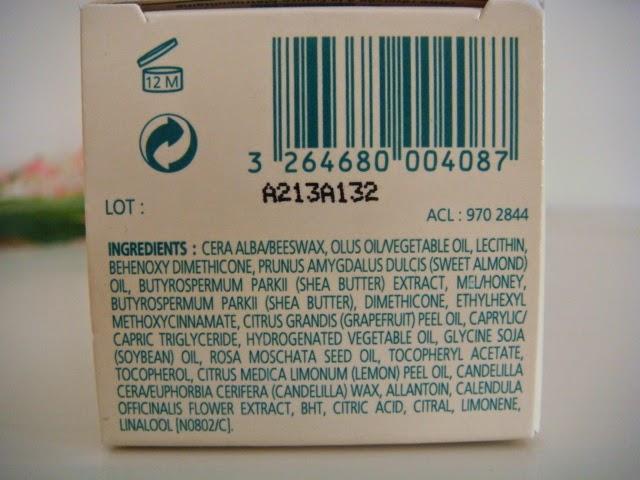 12 M
3 264680 004087
A213A132
LOT :
ACL : 970 2844
INGREDIENTS : CERA ALBA/BEESWAX, OLUS OIL/VEGETABLE OIL, LECITHIN,
BEHENOXY DIMETHICONE, PRUNUS AMYGDALUS DULCIS (SWEET ALMOND)
OIL, BUTYROSPERMUM PARKII (SHEA BUTTER) EXTRACT, MEL/HONEY,
BUTYROSPERMUM PARKII (SHEA BUTTER), DIMETHICONE, ETHYLHEXYL
METHOXYCINNAMATE, CITRUS GRANDIS (GRAPEFRUIT) PEEL OIL, CAPRYLIC/
CAPRIC TRIGLYCERIDE, HYDROGENATED VEGETABLE OIL, GLYCINE SOJA
(SOYBEAN) OIL, ROSA MOSCHATA SEED OIL, TOCOPHERYL ACETATE,
TOCOPHEROL, CITRUS MEDICA LIMONUM (LEMON) PEEL OIL, CANDELILLA
CERA/EUPHORBIA CERIFERA (CANDELILLA) WAX, ALLANTOIN, CALENDULA
OFFICINALIS FLOWER EXTRACT, BHT, CITRIC ACID, CITRAL, LIMONENE,
LINALOOL [N0802/C].